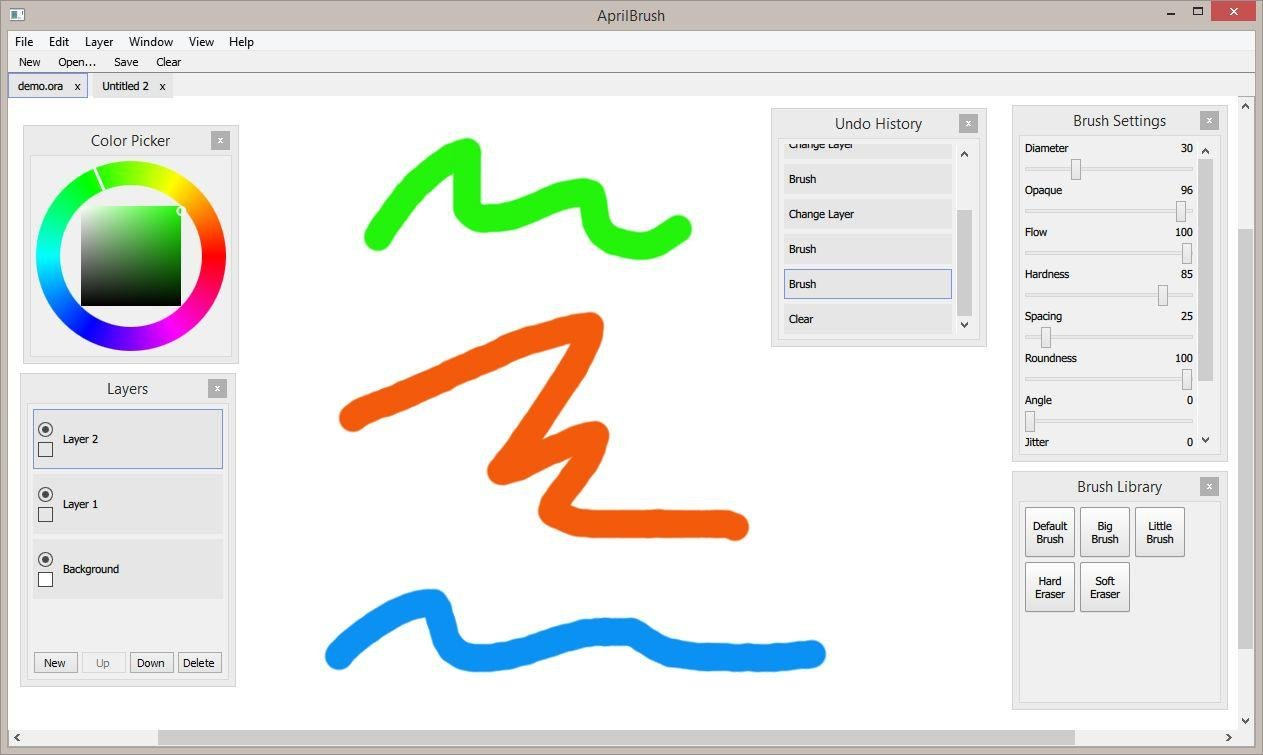 AprilBrush
File Edit Layer Window View Help
New Open... Save Clear
demo.ora x Untitled 2 x
Color Picker x
Layers x
Layer 2
Layer 1
Background
New Up Down Delete
Undo History x
Change Layer
Brush
Change Layer
Brush
Brush
Clear
Brush Settings x
Diameter 30
Opaque 96
Flow 100
Hardness 85
Spacing 25
Roundness 100
Angle 0
Jitter 0
Brush Library x
Default
Brush
Big
Brush
Little
Brush
Hard
Eraser
Soft
Eraser